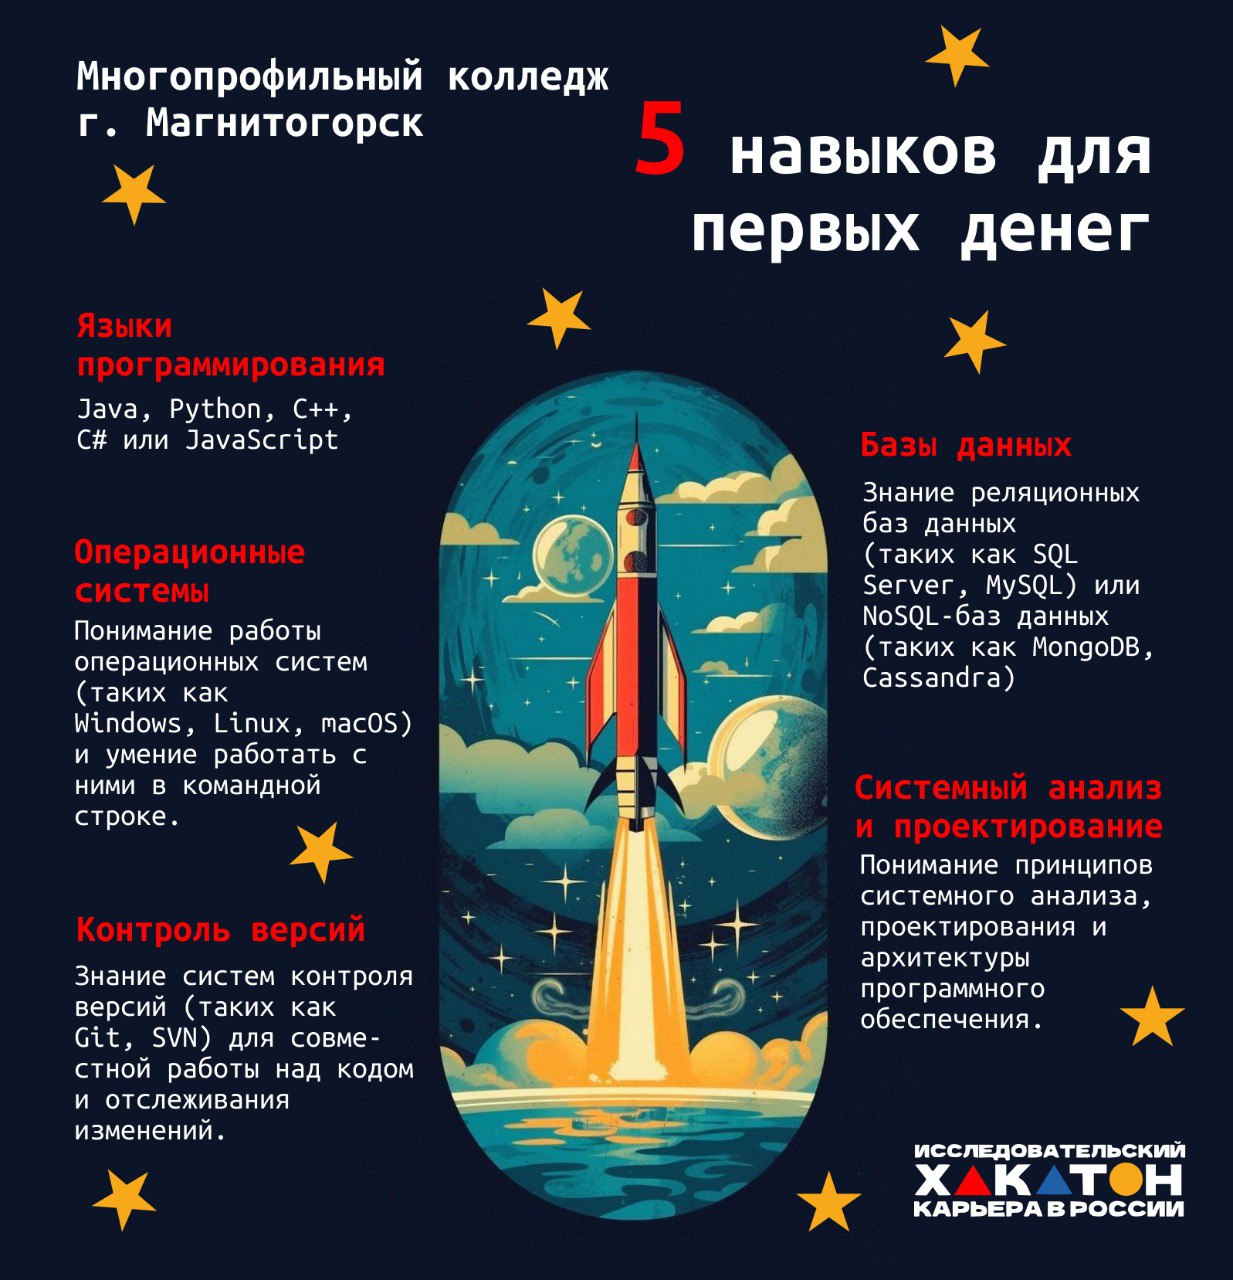 Многопрофильный колледж
г. Магнитогорск
5 навыков для
первых денег
Языки
программирования
Java, Python, C++,
C# или JavaScript
Операционные
системы
Понимание работы
операционных систем
(таких как
Windows, Linux, macOS)
и умение работать с
ними в командной
строке.
Контроль версий
Знание систем контроля
версий (таких как
Git, SVN) для совме-
стной работы над кодом
и отслеживания
изменений.
Базы данных
Знание реляционных
баз данных
(таких как SQL
Server, MySQL) или
NoSQL-баз данных
(таких как MongoDB,
Cassandra)
Системный анализ
и проектирование
Понимание принципов
системного анализа,
проектирования и
архитектуры
программного
обеспечения.
ИССЛЕДОВАТЕЛЬСКИЙ
ХАКАТОН
КАРЬЕРА В РОССИИ